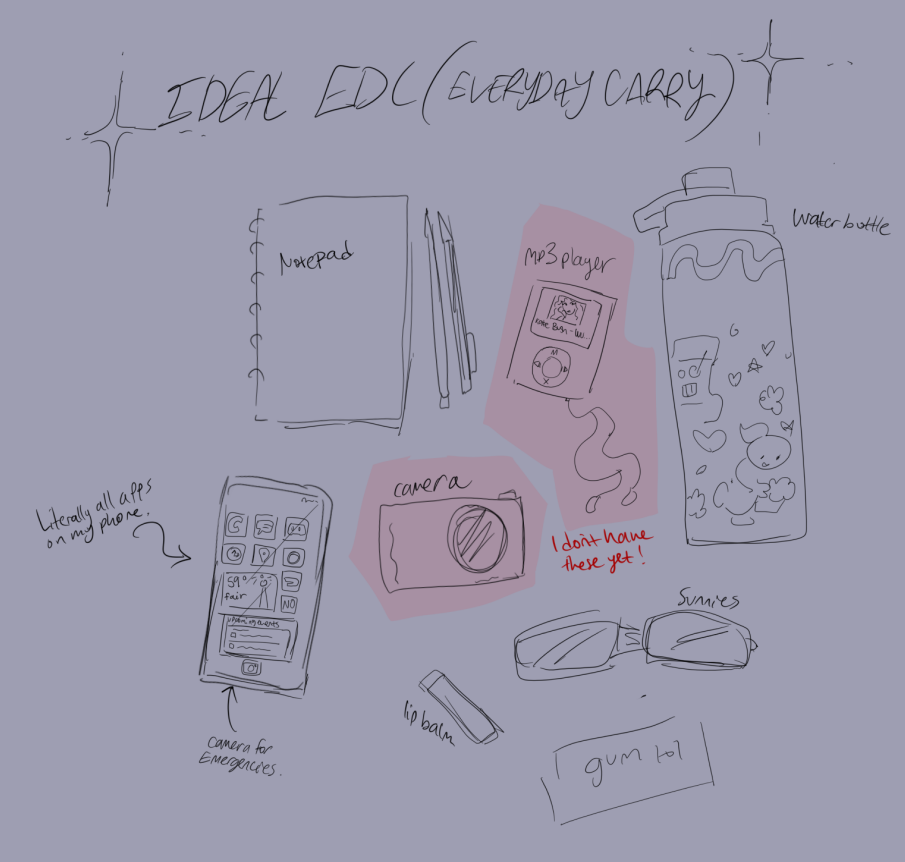 IDEAL EDC (EVERYDAY CARRY)
Notepad
mp3 player
Kate Bush - Wu...
M
Water bottle
camera
I don't have
these yet!
Literally all apps
on my phone.
59°
fair
NO
upcoming events
camera for
Emergencies.
Sunnies
lip balm
gum lol